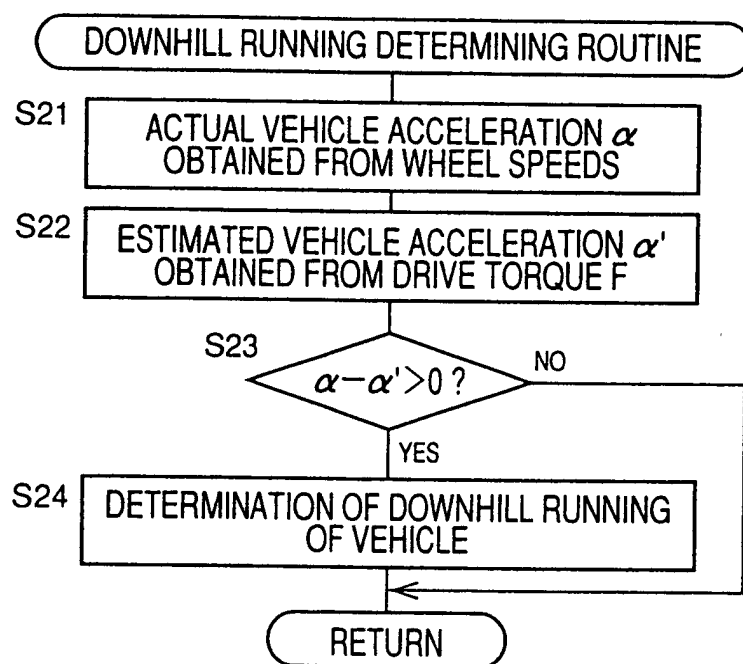 DOWNHILL RUNNING DETERMINING ROUTINE
S21
ACTUAL VEHICLE ACCELERATION α
OBTAINED FROM WHEEL SPEEDS
S22
ESTIMATED VEHICLE ACCELERATION α'
OBTAINED FROM DRIVE TORQUE F
S23
α-α'>0?
NO
YES
S24
DETERMINATION OF DOWNHILL RUNNING
OF VEHICLE
RETURN